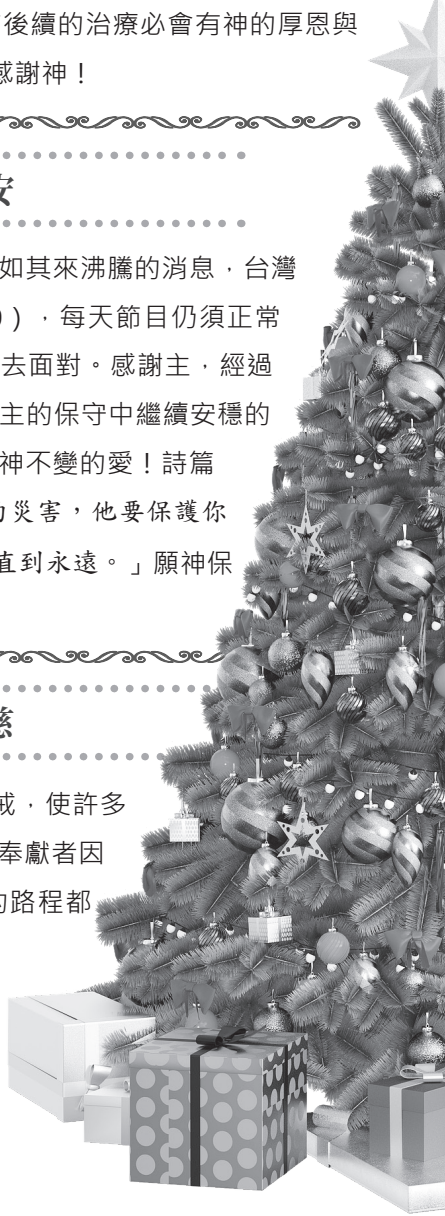 後續的治療必會有神的厚恩與
感謝神！
安
如其來沸騰的消息，台灣
），每天節目仍須正常
去面對。感謝主，經過
主的保守中繼續安穩的
神不變的愛！詩篇
災害，他要保護你
直到永遠。」願神保
慈
戒，使許多
奉獻者因
的路程都